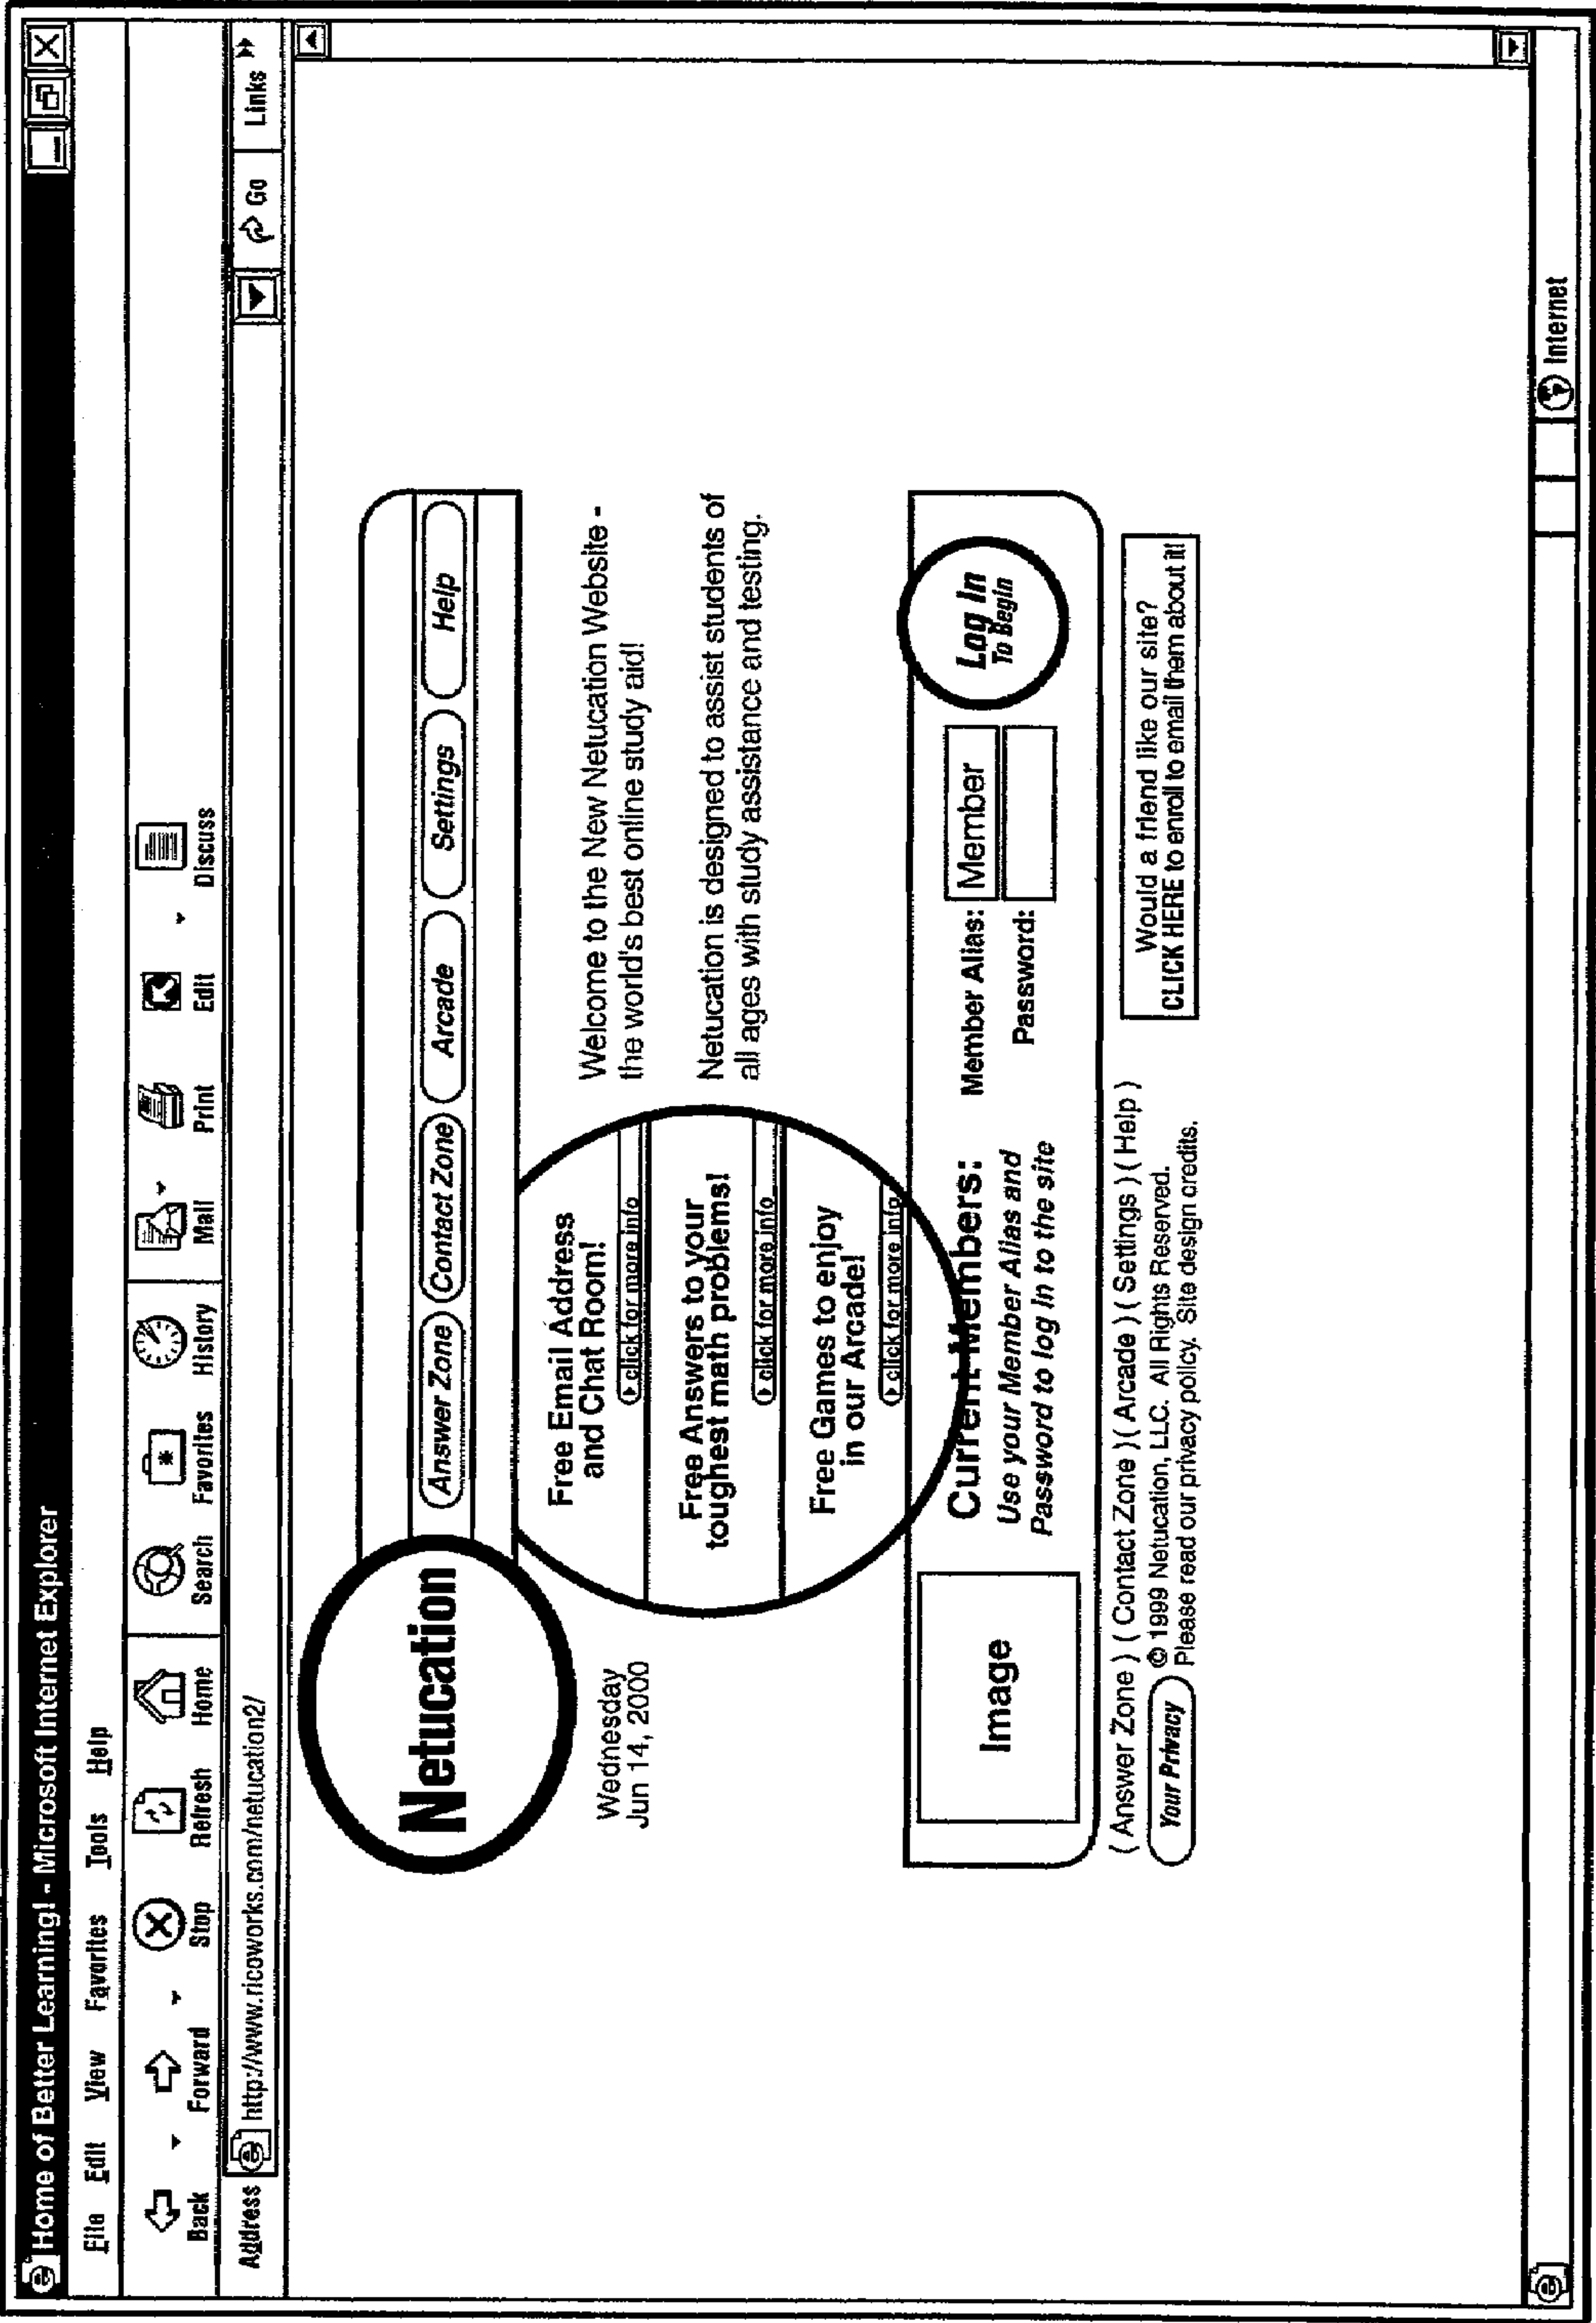 Home of Better Learning! - Microsoft Internet Explorer
File Edit View Favorites Tools Help
Back Forward Stop Refresh Home Search Favorites History Mail Print Edit Discuss
Address http://www.ricoworks.com/netucation2/ Go Links »
Netucation
Answer Zone Contact Zone Arcade Settings Help
Wednesday
Jun 14, 2000
Free Email Address
and Chat Room!
click for more info
Free Answers to your
toughest math problems!
click for more info
Free Games to enjoy
in our Arcade!
click for more info
Welcome to the New Netucation Website -
the world's best online study aid!
Netucation is designed to assist students of
all ages with study assistance and testing.
Image
Current Members:
Use your Member Alias and
Password to log in to the site
Member Alias: Member
Password:
Log In
To Begin
( Answer Zone ) ( Contact Zone ) ( Arcade ) ( Settings ) ( Help )
Your Privacy
© 1999 Netucation, LLC. All Rights Reserved.
Please read our privacy policy. Site design credits.
Would a friend like our site?
CLICK HERE to enroll to email them about it!
Internet